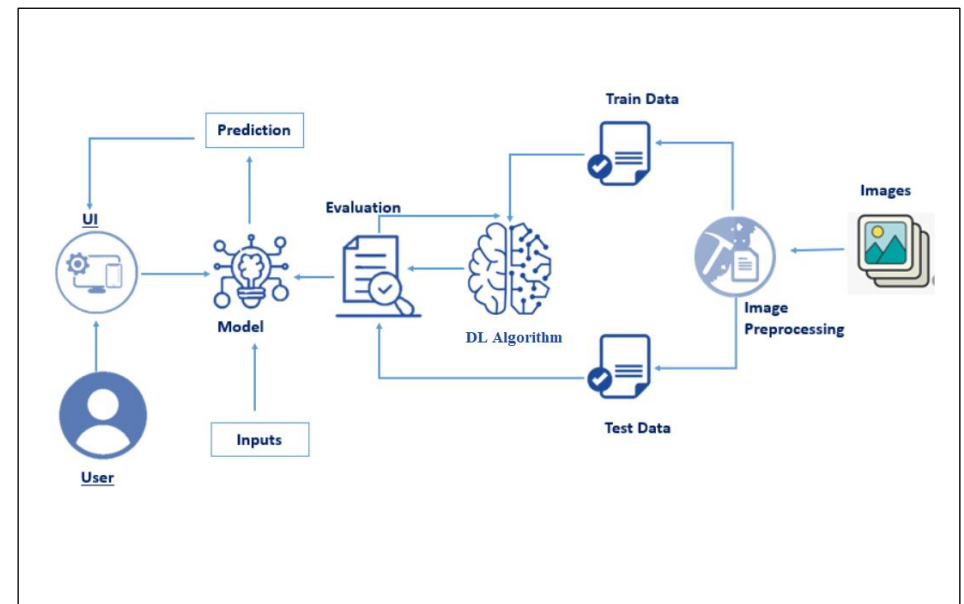 Train Data
Prediction
Images
Evaluation
UI
Model
DL Algorithm
Image
Preprocessing
Inputs
Test Data
User